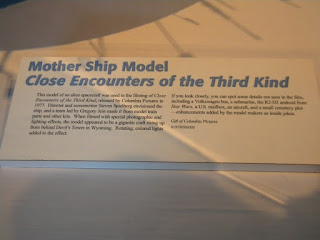 Mother Ship Model
Close Encounters of the Third Kind
This model of an alien spacecraft was used in the filming of Close
Encounters of the Third Kind, released by Columbia Pictures in
1977. Director and screenwriter Steven Spielberg envisioned the
ship, and a team led by Gregory Jein made it from model train
parts and other kits. When filmed with special photographic and
lighting effects, the model appeared to be a gigantic craft rising up
from behind Devil's Tower in Wyoming. Rotating, colored lights
added to the effect.
If you look closely, you can spot some details not seen in the film,
including a Volkswagen bus, a submarine, the R2-D2 android from
Star Wars, a U.S. mailbox, an aircraft, and a small cemetery plot
—enhancements added by the model makers as inside jokes.
Gift of Columbia Pictures